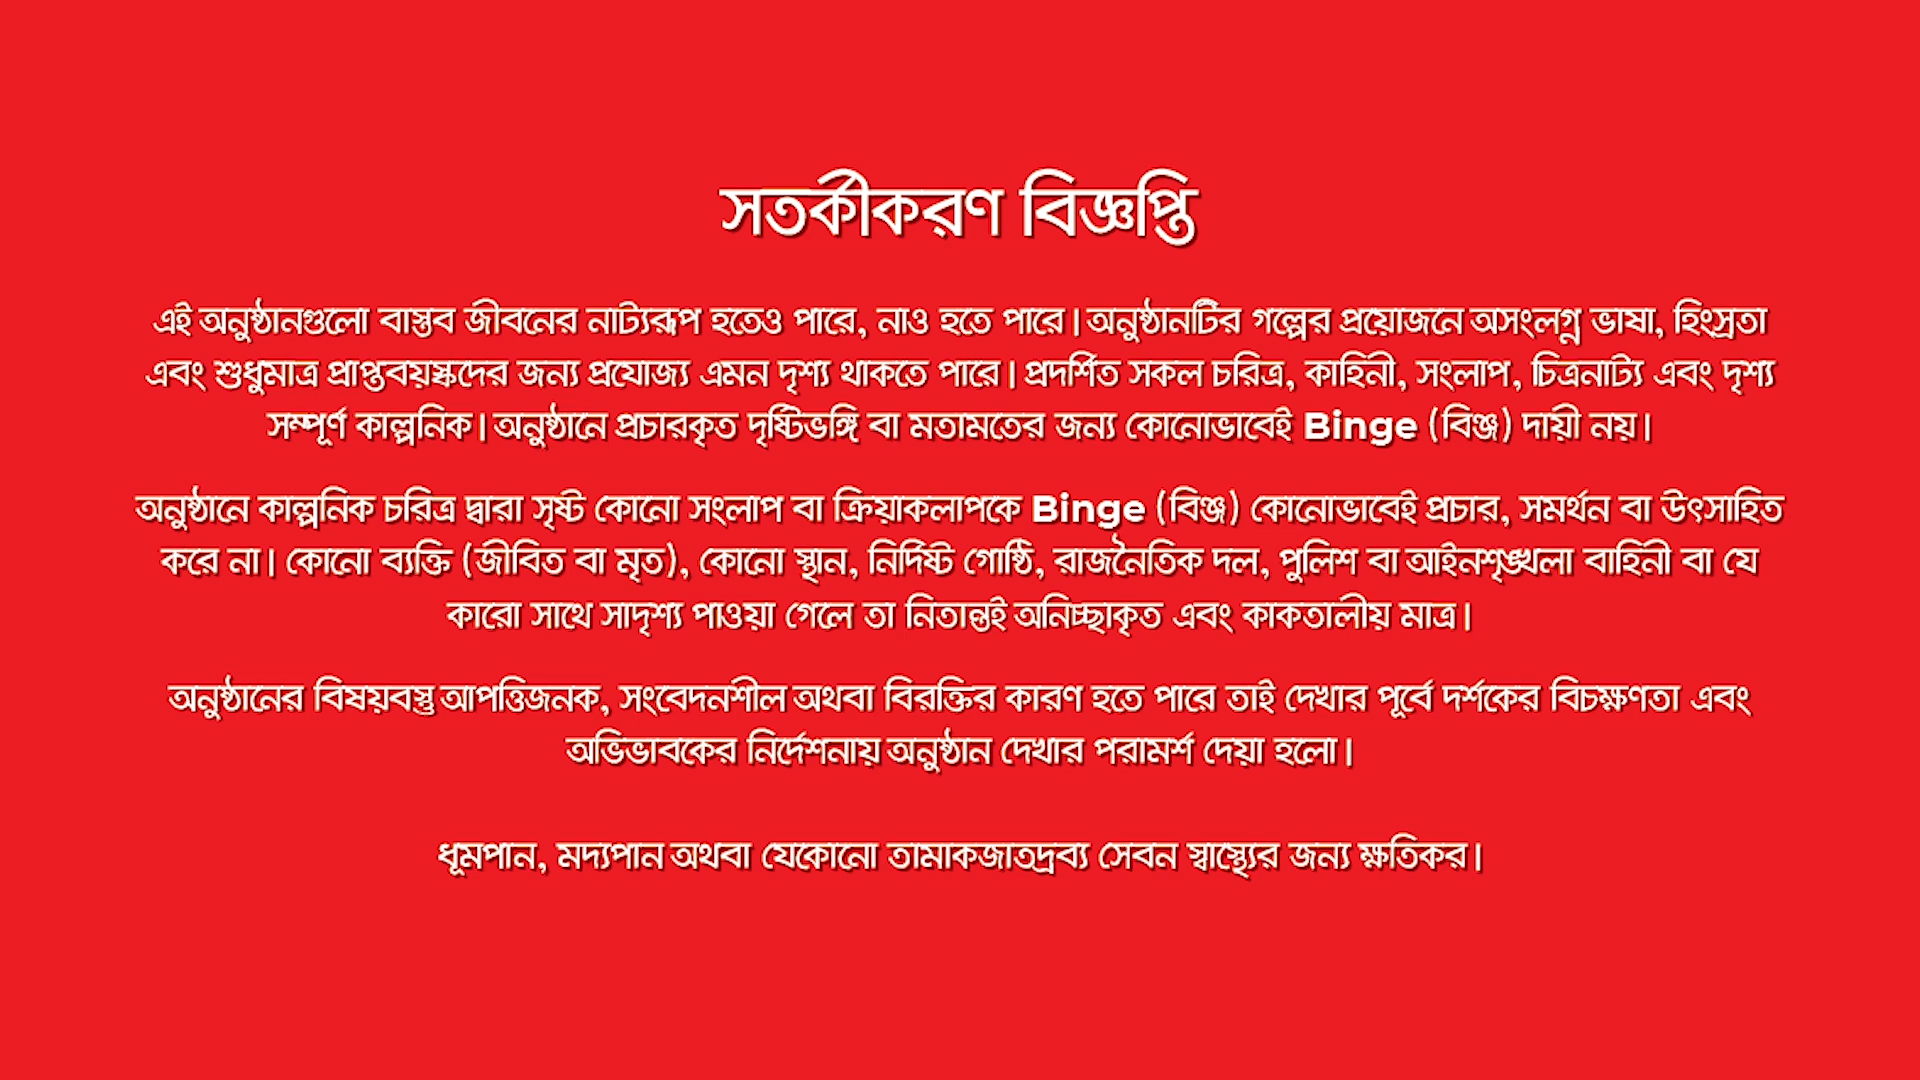 সতর্কীকরণ বিজ্ঞপ্তি
এই অনুষ্ঠানগুলো বাস্তব জীবনের নাট্যরূপ হতেও পারে, নাও হতে পারে। অনুষ্ঠানটির গল্পের প্রয়োজনে অসংলগ্ন ভাষা, হিংস্রতা
এবং শুধুমাত্র প্রাপ্তবয়স্কদের জন্য প্রযোজ্য এমন দৃশ্য থাকতে পারে। প্রদর্শিত সকল চরিত্র, কাহিনী, সংলাপ, চিত্রনাট্য এবং দৃশ্য
সম্পূর্ণ কাল্পনিক। অনুষ্ঠানে প্রচারকৃত দৃষ্টিভঙ্গি বা মতামতের জন্য কোনোভাবেই Binge (বিঞ্জ) দায়ী নয়।
অনুষ্ঠানে কাল্পনিক চরিত্র দ্বারা সৃষ্ট কোনো সংলাপ বা ক্রিয়াকলাপকে Binge (বিঞ্জ) কোনোভাবেই প্রচার, সমর্থন বা উৎসাহিত
করে না। কোনো ব্যক্তি (জীবিত বা মৃত), কোনো স্থান, নির্দিষ্ট গোষ্ঠি, রাজনৈতিক দল, পুলিশ বা আইনশৃঙ্খলা বাহিনী বা যে
কারো সাথে সাদৃশ্য পাওয়া গেলে তা নিতান্তই অনিচ্ছাকৃত এবং কাকতালীয় মাত্র।
অনুষ্ঠানের বিষয়বস্তু আপত্তিজনক, সংবেদনশীল অথবা বিরক্তির কারণ হতে পারে তাই দেখার পূর্বে দর্শকের বিচক্ষণতা এবং
অভিভাবকের নির্দেশনায় অনুষ্ঠান দেখার পরামর্শ দেয়া হলো।
ধূমপান, মদ্যপান অথবা যেকোনো তামাকজাতদ্রব্য সেবন স্বাস্থ্যের জন্য ক্ষতিকর।